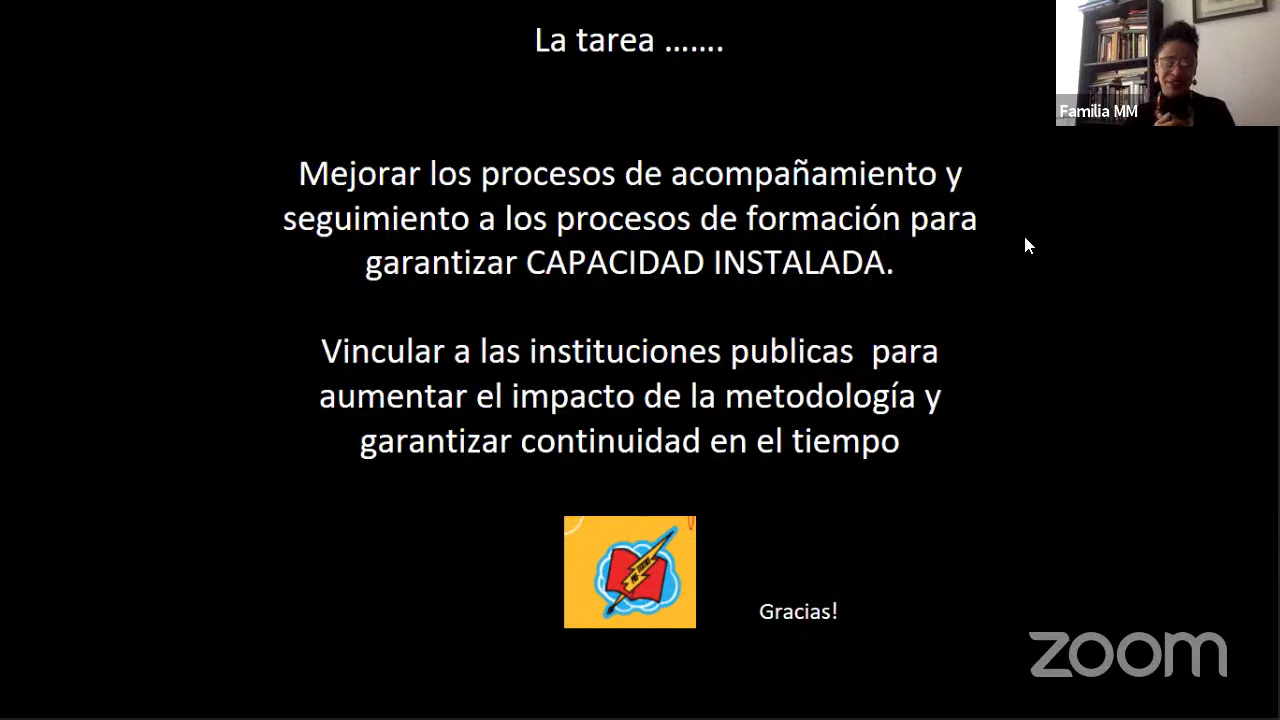 La tarea .......
Familia MM
Mejorar los procesos de acompañamiento y
seguimiento a los procesos de formación para
garantizar CAPACIDAD INSTALADA.
Vincular a las instituciones publicas  para
aumentar el impacto de la metodología y
garantizar continuidad en el tiempo
Gracias!
zoom